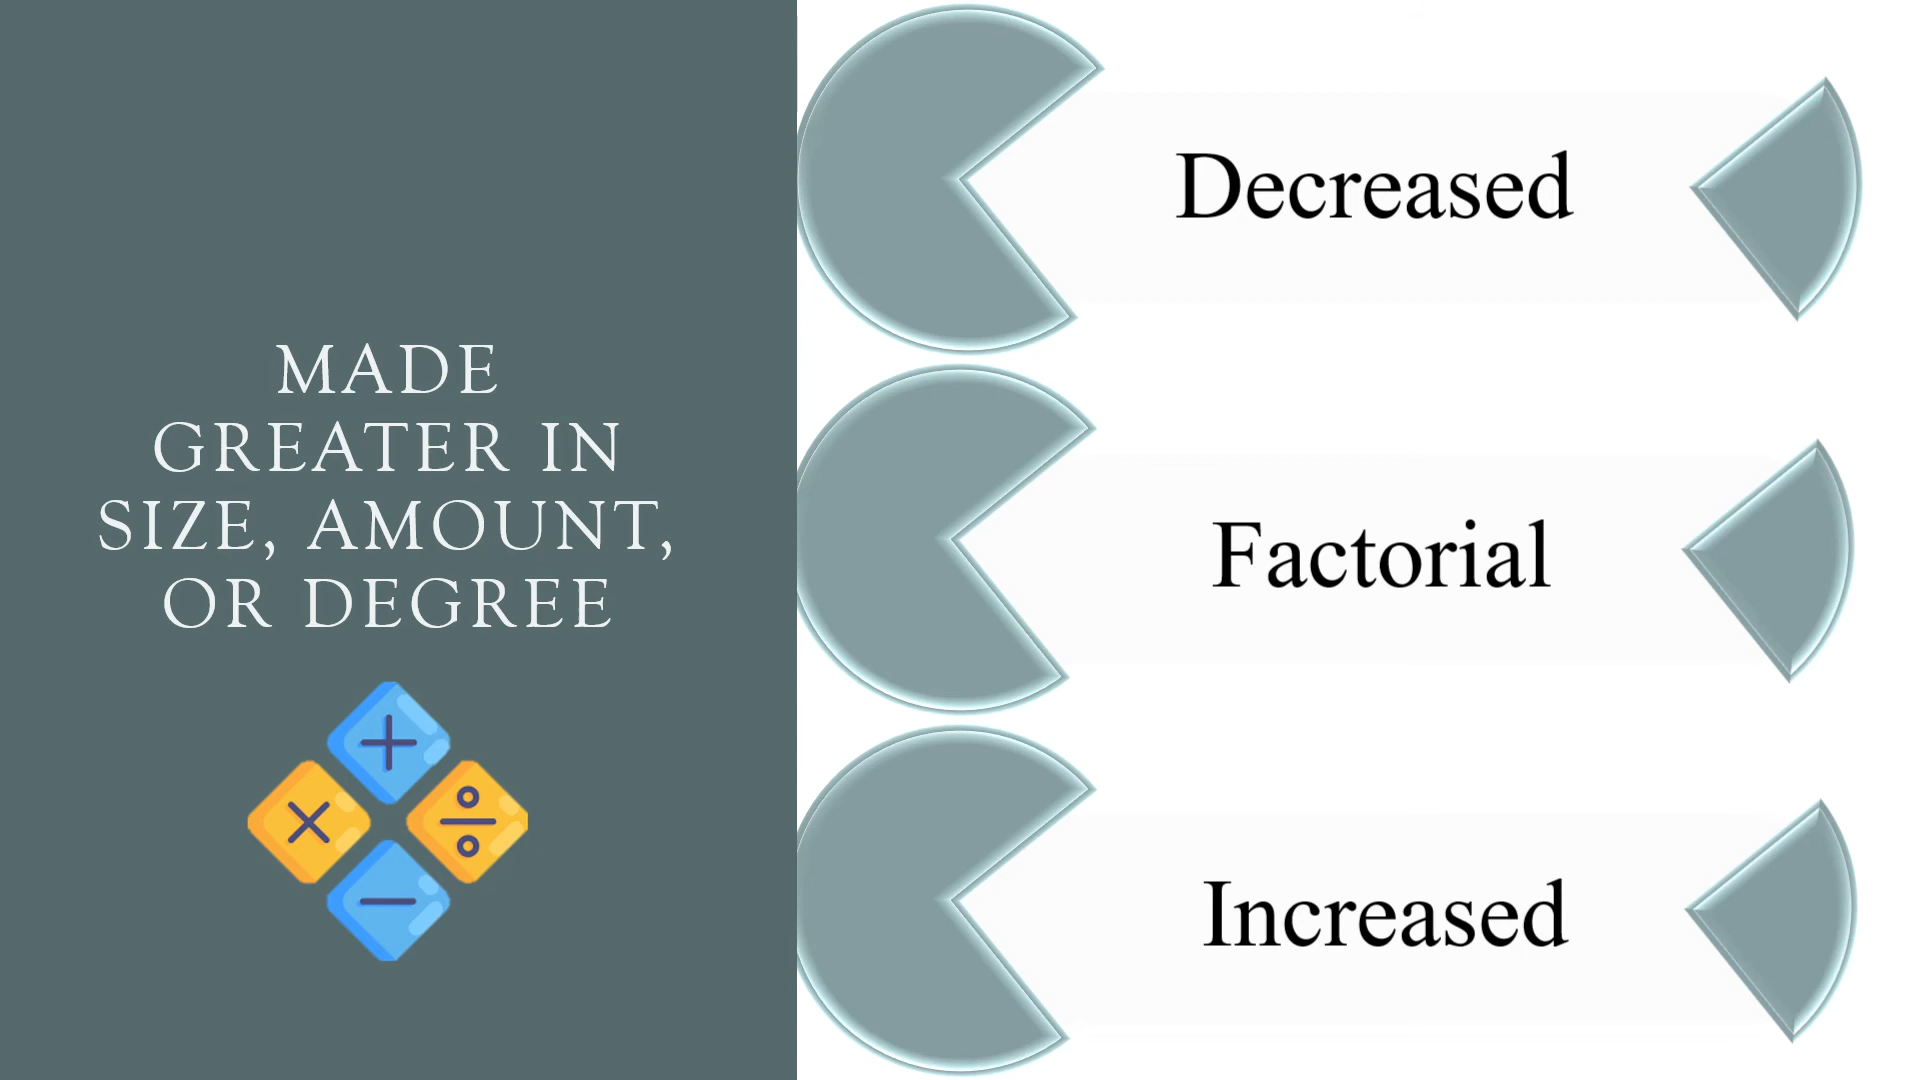 MADE
GREATER IN
SIZE, AMOUNT,
OR DEGREE
Decreased
Factorial
Increased